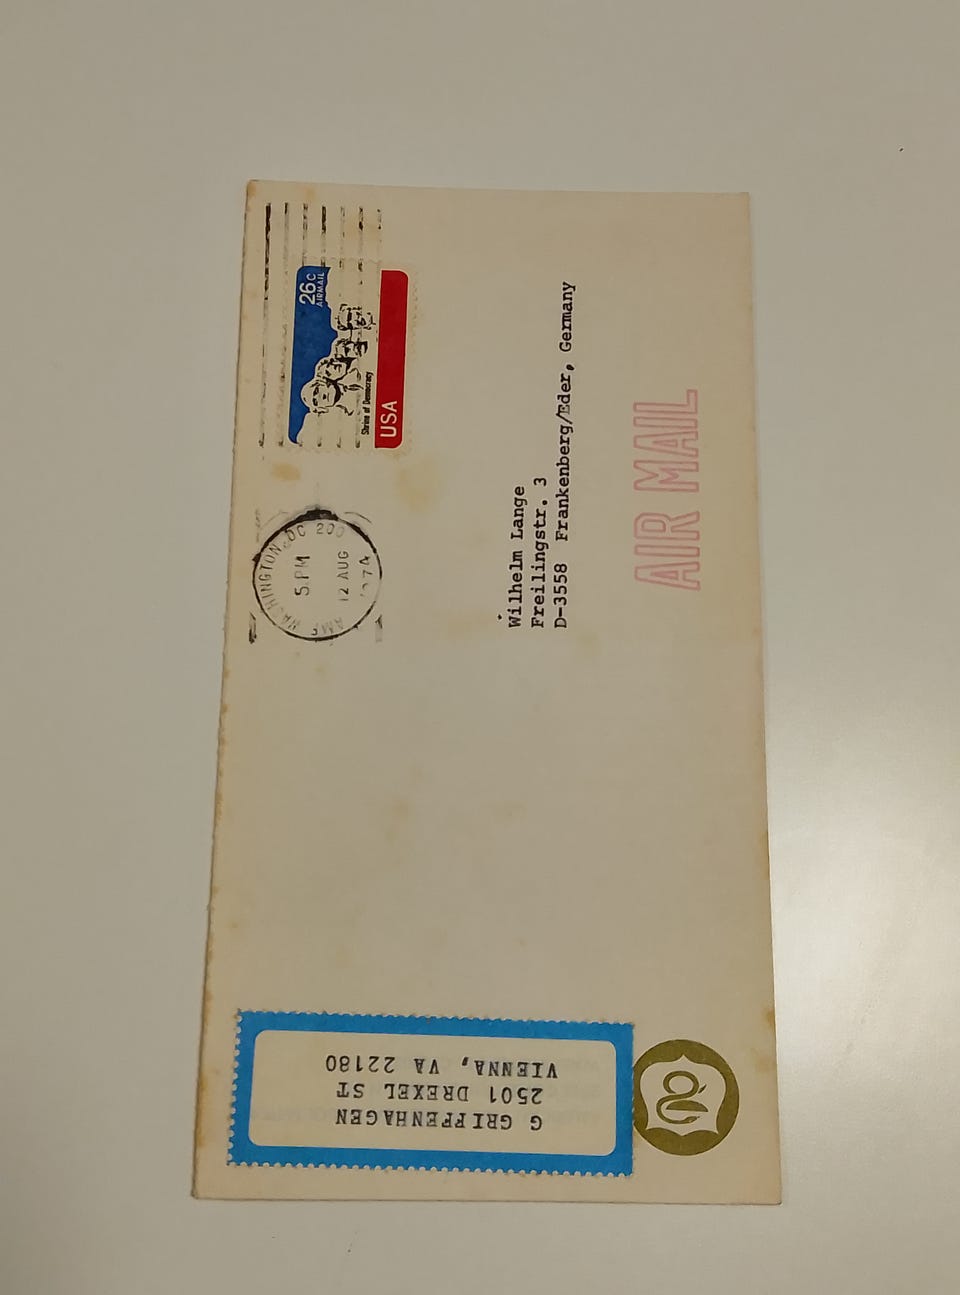 G GRIFFENHAGEN
2501 DREXEL ST
VIENNA, VA 22180
AMF WASHINGTON, DC 200
5 PM
12 AUG
1974
26c
AIRMAIL
Shrine of Democracy
USA
Wilhelm Lange
Freilingstr. 3
D-3558 Frankenberg/Eder, Germany
AIR MAIL